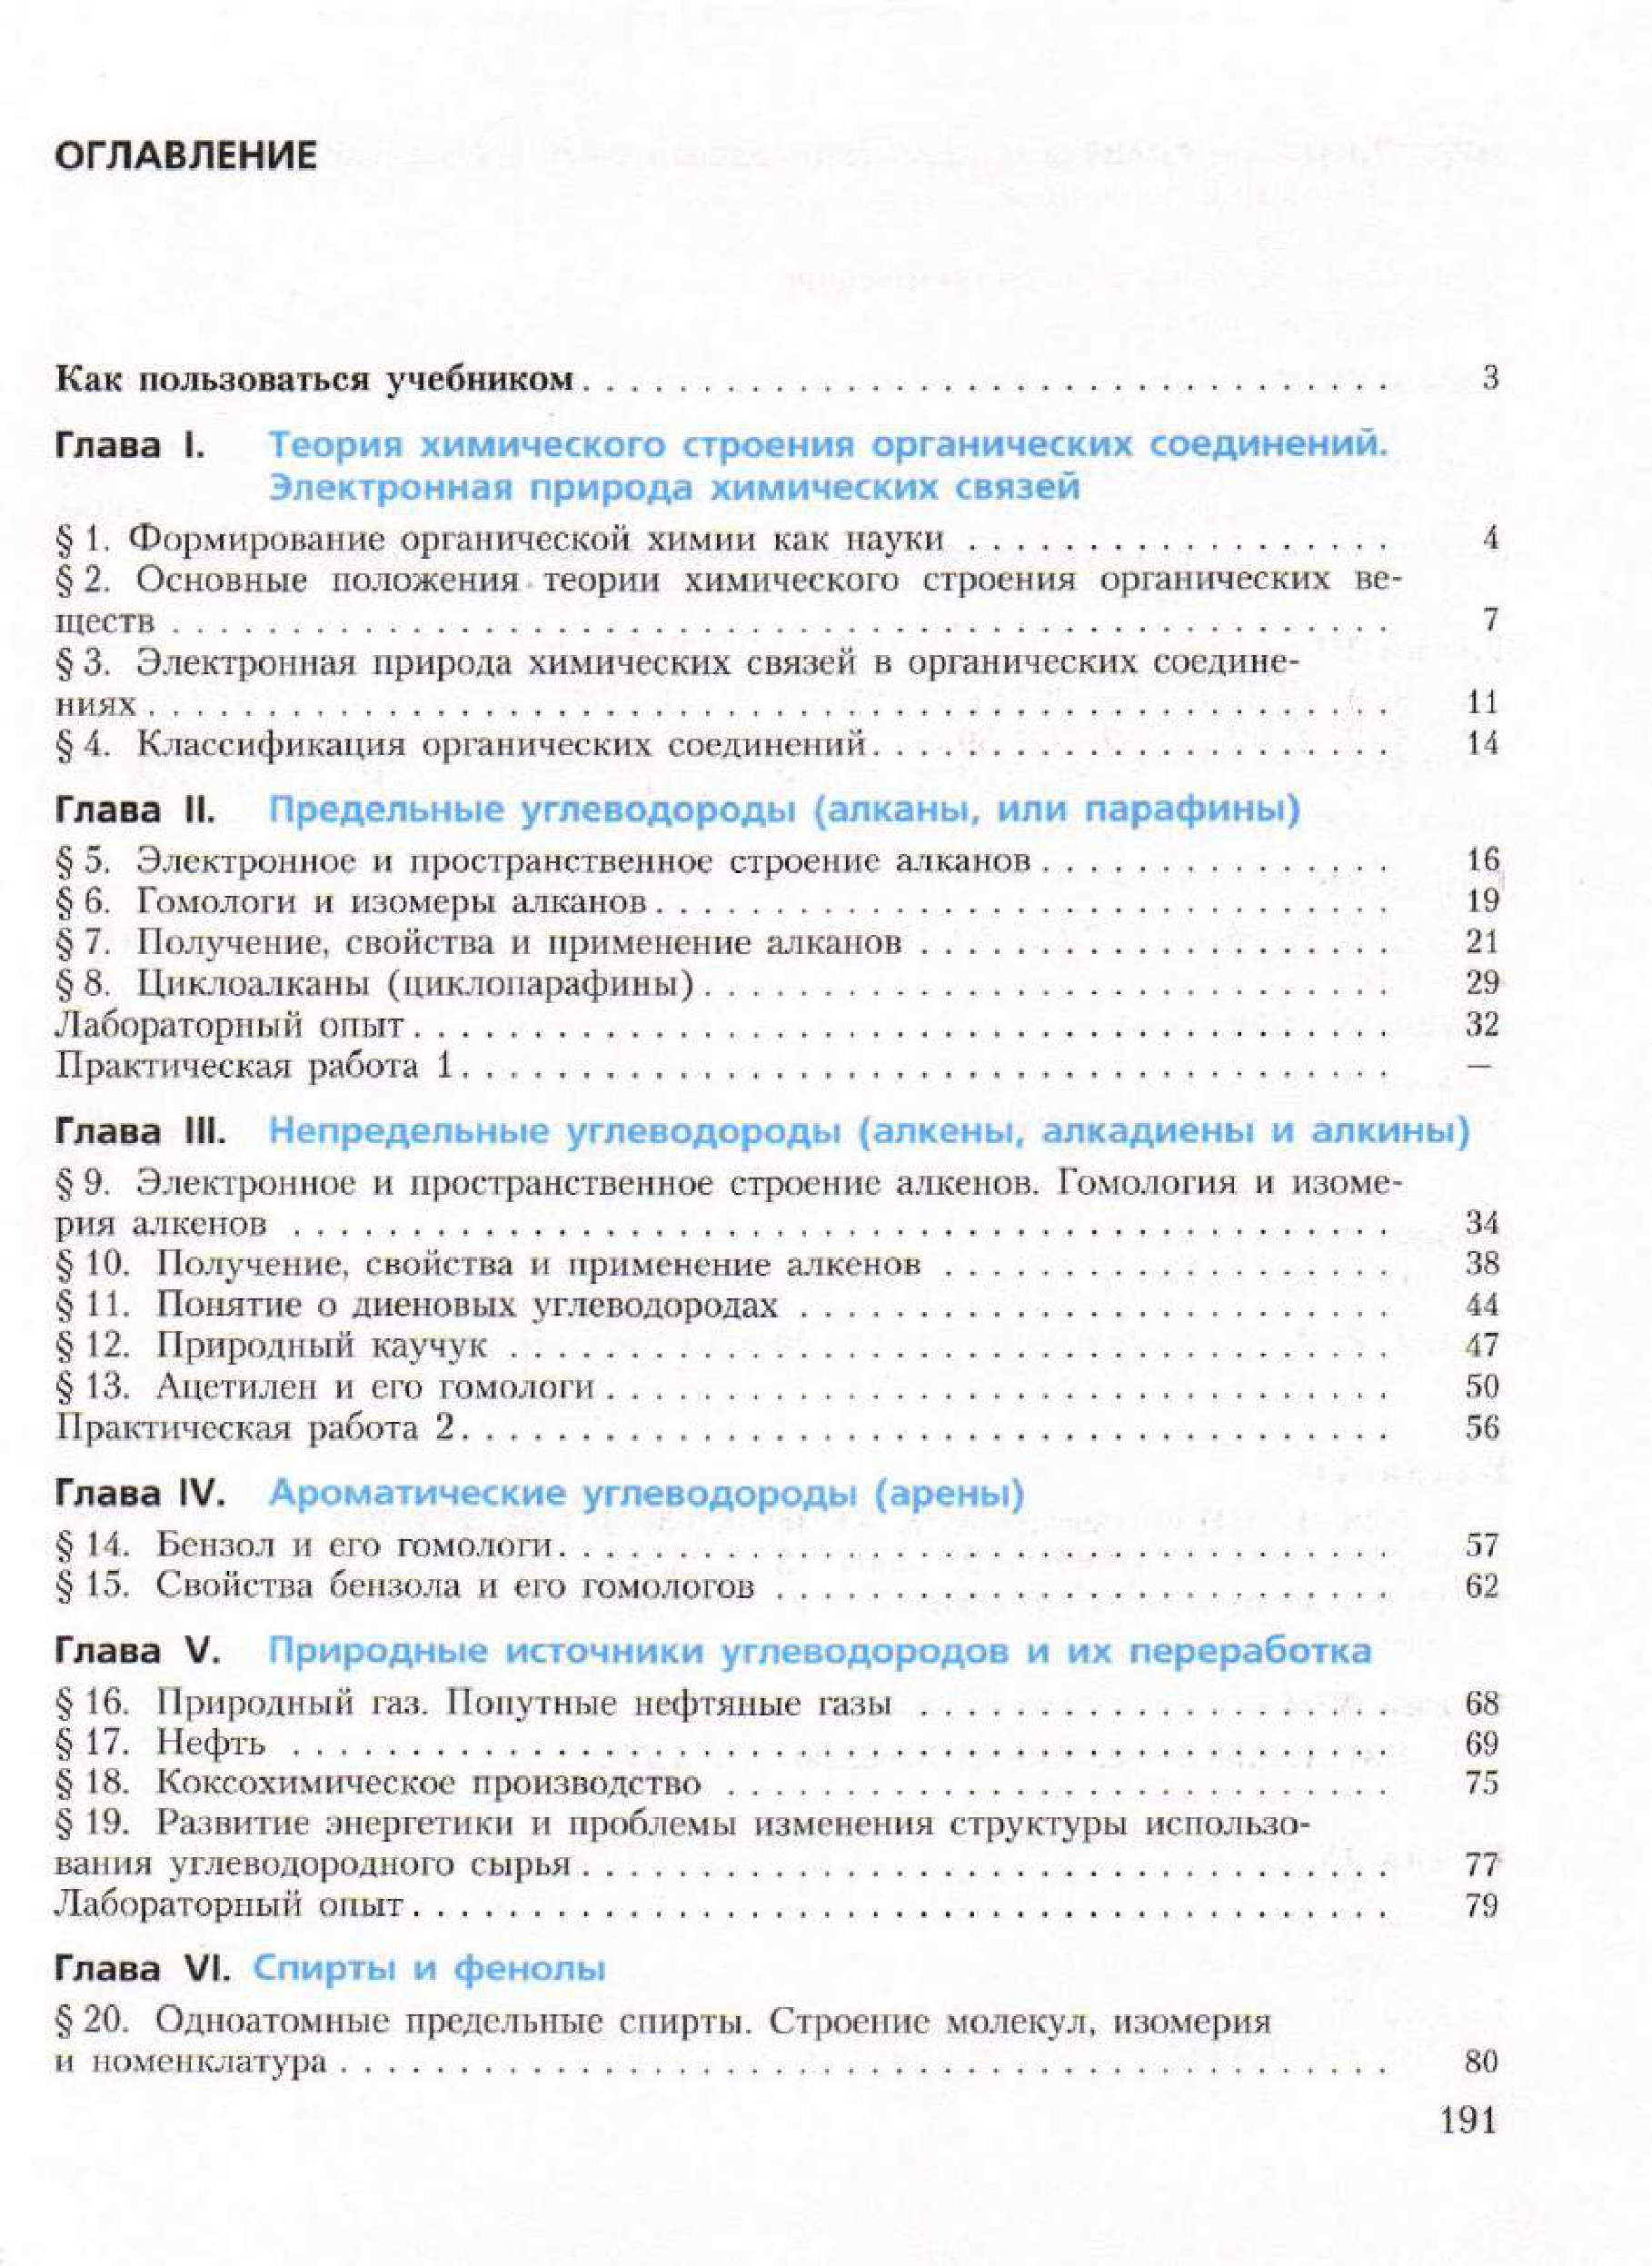 ОГЛАВЛЕНИЕ
Как пользоваться учебником . . . . . . . . . . . . . . . . . . . . . . . . . . . . . . . . . . 3
Глава I. Теория химического строения органических соединений.
Электронная природа химических связей
§ 1. Формирование органической химии как науки . . . . . . . . . . . . . . . . . . 4
§ 2. Основные положения теории химического строения органических ве-
ществ . . . . . . . . . . . . . . . . . . . . . . . . . . . . . . . . . . . . . . . . . . . . . . . . . . . 7
§ 3. Электронная природа химических связей в органических соедине-
ниях . . . . . . . . . . . . . . . . . . . . . . . . . . . . . . . . . . . . . . . . . . . . . . . . . . . . 11
§ 4. Классификация органических соединений . . . . . . . . . . . . . . . . . . . . . . 14
Глава II. Предельные углеводороды (алканы, или парафины)
§ 5. Электронное и пространственное строение алканов . . . . . . . . . . . . . . . 16
§ 6. Гомологи и изомеры алканов . . . . . . . . . . . . . . . . . . . . . . . . . . . . . . . 19
§ 7. Получение, свойства и применение алканов . . . . . . . . . . . . . . . . . . . . 21
§ 8. Циклоалканы (циклопарафины) . . . . . . . . . . . . . . . . . . . . . . . . . . . . . 29
Лабораторный опыт . . . . . . . . . . . . . . . . . . . . . . . . . . . . . . . . . . . . . . . . . 32
Практическая работа 1 . . . . . . . . . . . . . . . . . . . . . . . . . . . . . . . . . . . . . . . —
Глава III. Непредельные углеводороды (алкены, алкадиены и алкины)
§ 9. Электронное и пространственное строение алкенов. Гомология и изоме-
рия алкенов . . . . . . . . . . . . . . . . . . . . . . . . . . . . . . . . . . . . . . . . . . . . . . 34
§ 10. Получение, свойства и применение алкенов . . . . . . . . . . . . . . . . . . . 38
§ 11. Понятие о диеновых углеводородах . . . . . . . . . . . . . . . . . . . . . . . . . 44
§ 12. Природный каучук . . . . . . . . . . . . . . . . . . . . . . . . . . . . . . . . . . . . . 47
§ 13. Ацетилен и его гомологи . . . . . . . . . . . . . . . . . . . . . . . . . . . . . . . . . 50
Практическая работа 2 . . . . . . . . . . . . . . . . . . . . . . . . . . . . . . . . . . . . . . . 56
Глава IV. Ароматические углеводороды (арены)
§ 14. Бензол и его гомологи . . . . . . . . . . . . . . . . . . . . . . . . . . . . . . . . . . . 57
§ 15. Свойства бензола и его гомологов . . . . . . . . . . . . . . . . . . . . . . . . . . 62
Глава V. Природные источники углеводородов и их переработка
§ 16. Природный газ. Попутные нефтяные газы . . . . . . . . . . . . . . . . . . . . 68
§ 17. Нефть . . . . . . . . . . . . . . . . . . . . . . . . . . . . . . . . . . . . . . . . . . . . . . 69
§ 18. Коксохимическое производство . . . . . . . . . . . . . . . . . . . . . . . . . . . . 75
§ 19. Развитие энергетики и проблемы изменения структуры использо-
вания углеводородного сырья . . . . . . . . . . . . . . . . . . . . . . . . . . . . . . . . . . 77
Лабораторный опыт . . . . . . . . . . . . . . . . . . . . . . . . . . . . . . . . . . . . . . . . . 79
Глава VI. Спирты и фенолы
§ 20. Одноатомные предельные спирты. Строение молекул, изомерия
и номенклатура . . . . . . . . . . . . . . . . . . . . . . . . . . . . . . . . . . . . . . . . . . . . 80
191